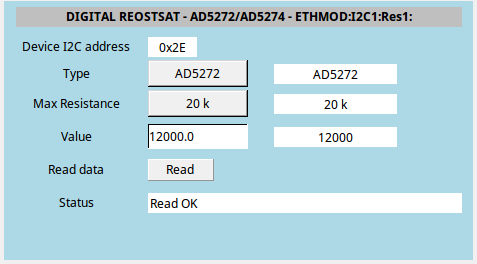 DIGITAL REOSTSAT - AD5272/AD5274 - ETHMOD:I2C1:Res1:
Device I2C address 0x2E
Type AD5272 AD5272
Max Resistance 20 k 20 k
Value 12000.0 12000
Read data Read
Status Read OK